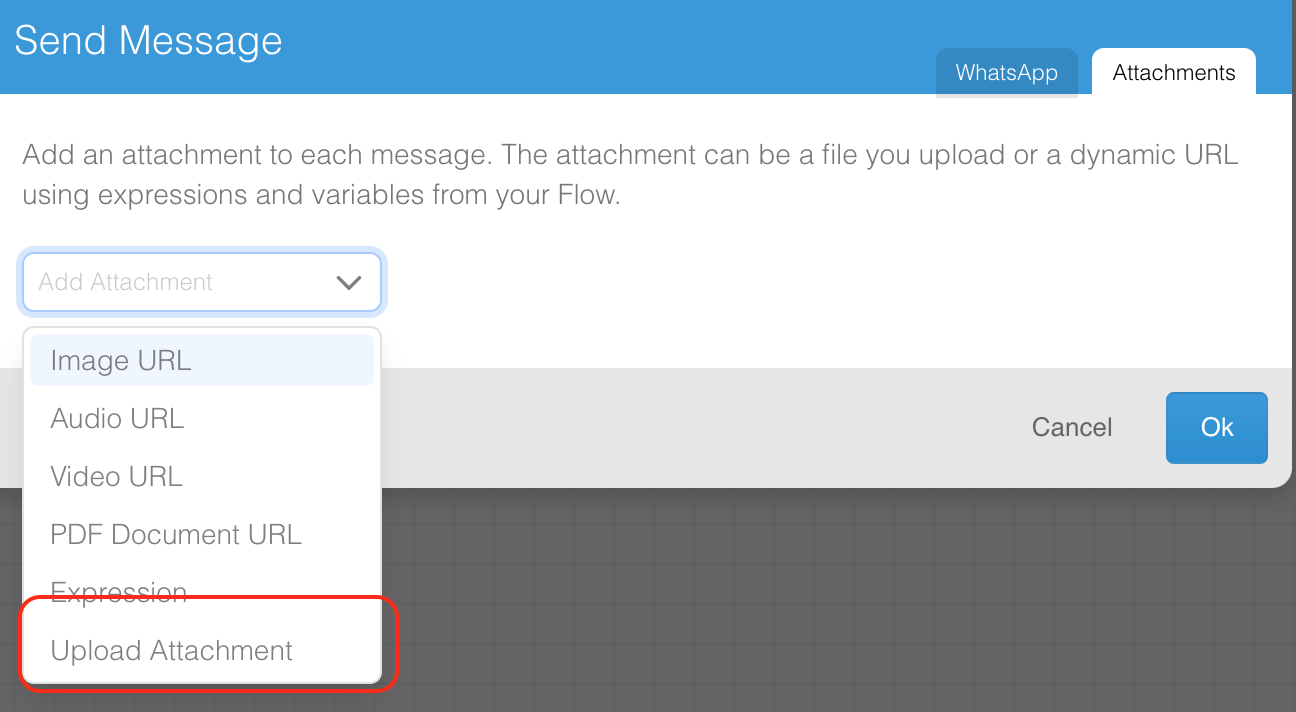 Send Message
WhatsApp
Attachments
Add an attachment to each message. The attachment can be a file you upload or a dynamic URL
using expressions and variables from your Flow.
Add Attachment
Image URL
Audio URL
Video URL
PDF Document URL
Expression
Upload Attachment
Cancel
Ok